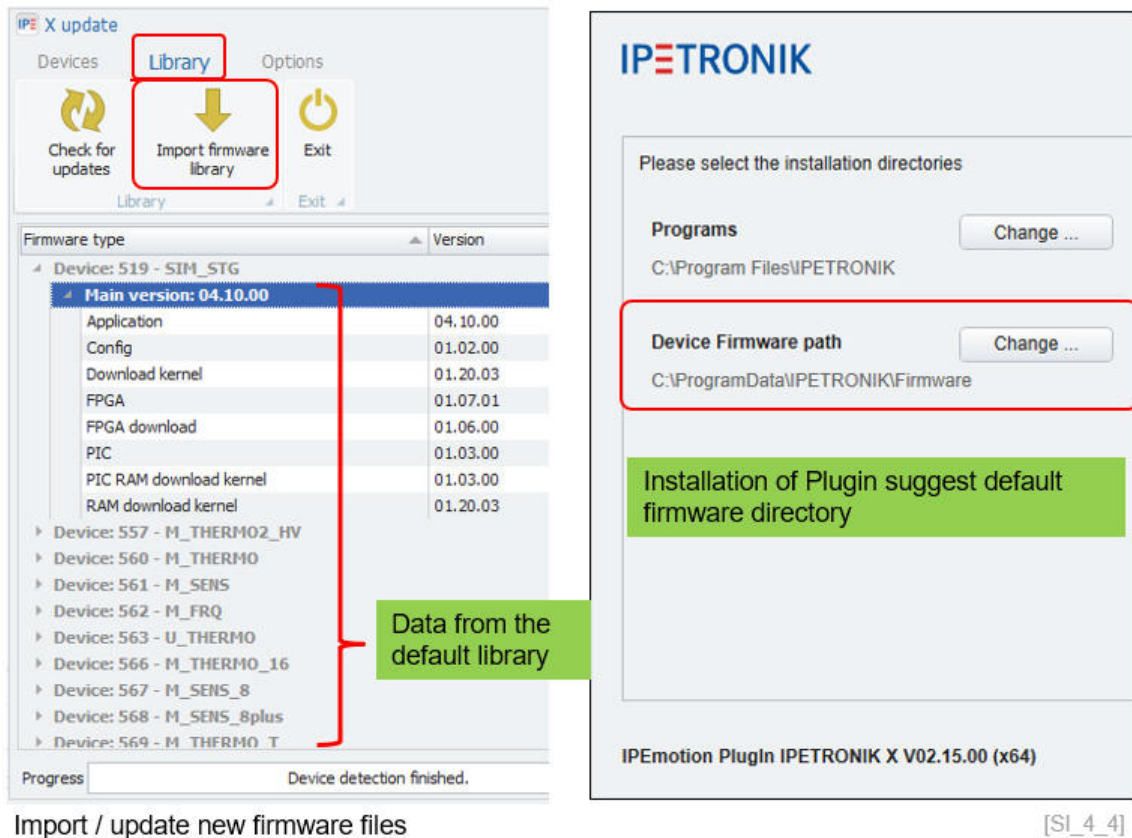 IPE X update
Devices Library Options
Check for
updates
Import firmware
library
Exit
Library
Exit
Firmware type Version
Device: 519 - SIM_STG
Main version: 04.10.00
Application 04.10.00
Config 01.02.00
Download kernel 01.20.03
FPGA 01.07.01
FPGA download 01.06.00
PIC 01.03.00
PIC RAM download kernel 01.03.00
RAM download kernel 01.20.03
Device: 557 - M_THERMO2_HV
Device: 560 - M_THERMO
Device: 561 - M_SENS
Device: 562 - M_FRQ
Device: 563 - U_THERMO
Device: 566 - M_THERMO_16
Device: 567 - M_SENS_8
Device: 568 - M_SENS_8plus
Device: 569 - M_THERMO_T
Data from the
default library
Progress Device detection finished.
Import / update new firmware files
IPETRONIK
Please select the installation directories
Programs
Change ...
C:\Program Files\IPETRONIK
Device Firmware path
Change ...
C:\ProgramData\IPETRONIK\Firmware
Installation of Plugin suggest default
firmware directory
IPEmotion PlugIn IPETRONIK X V02.15.00 (x64)
[SI_4_4]